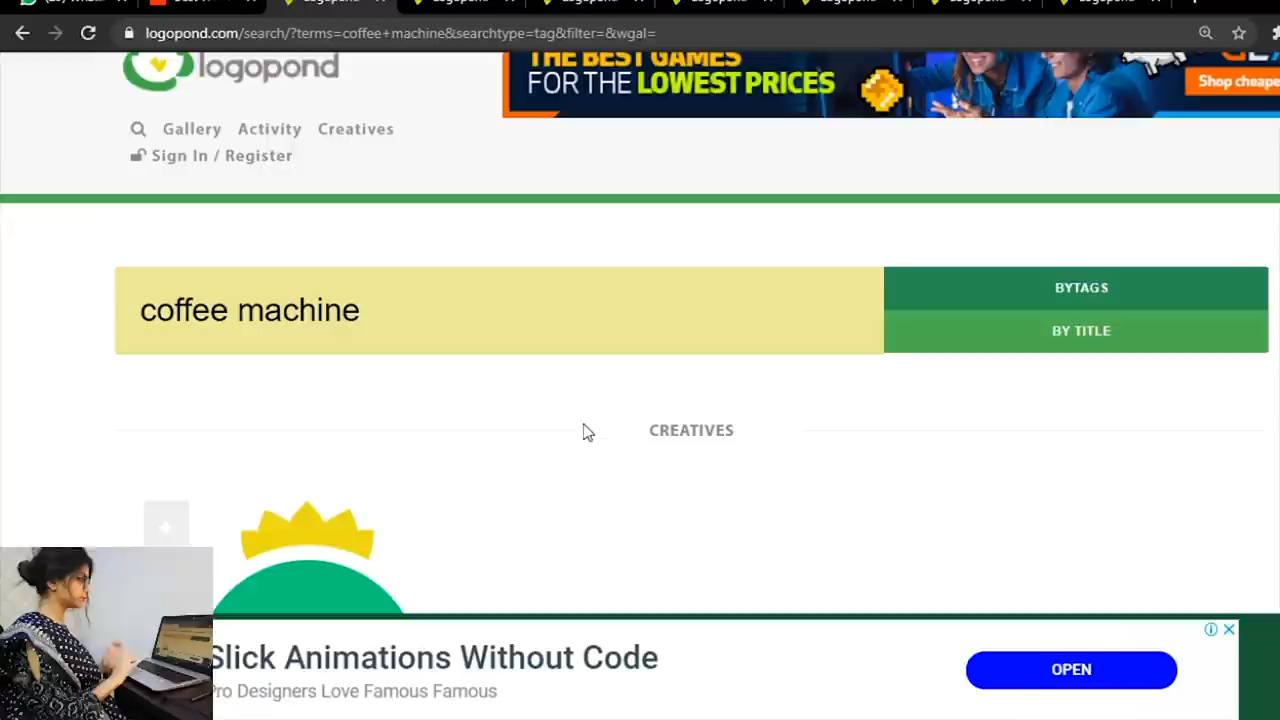 logopond.com/search/?terms=coffee+machine&searchtype=tag&filter=&wgal=
logopond
THE BEST GAMES
FOR THE LOWEST PRICES
Shop cheape
Gallery Activity Creatives
Sign In / Register
coffee machine
BYTAGS
BY TITLE
CREATIVES
Slick Animations Without Code
Pro Designers Love Famous Famous
OPEN